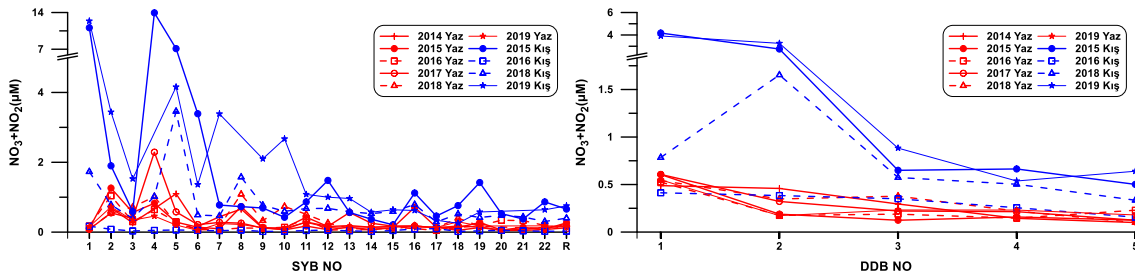 NO₃+NO₂(µM)
14
7
4
2
0
2014 Yaz
2015 Yaz
2016 Yaz
2017 Yaz
2018 Yaz
2019 Yaz
2015 Kış
2016 Kış
2018 Kış
2019 Kış
1 2 3 4 5 6 7 8 9 10 11 12 13 14 15 16 17 18 19 20 21 22 R
SYB NO
NO₃+NO₂(µM)
6
4
1.5
1
0.5
0
2014 Yaz
2015 Yaz
2016 Yaz
2017 Yaz
2018 Yaz
2019 Yaz
2015 Kış
2016 Kış
2018 Kış
2019 Kış
1 2 3 4 5
DDB NO